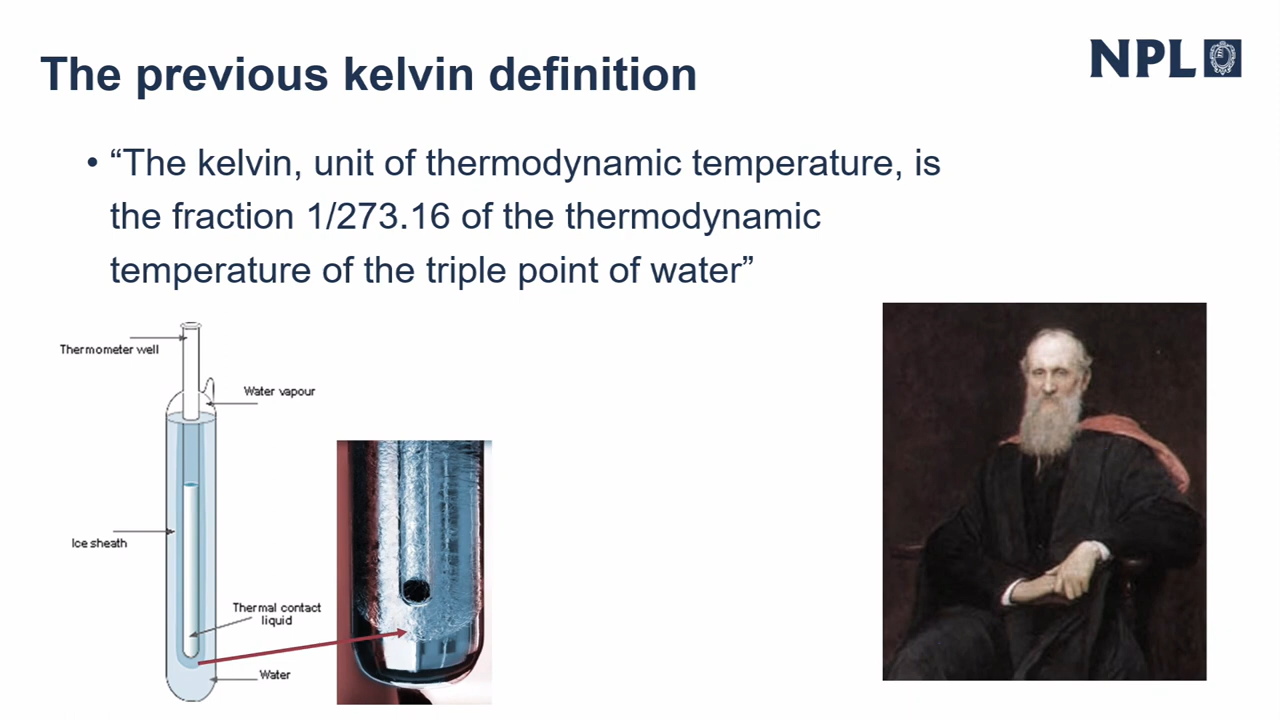 The previous kelvin definition
NPL
• “The kelvin, unit of thermodynamic temperature, is
the fraction 1/273.16 of the thermodynamic
temperature of the triple point of water”
Thermometer well
Water vapour
Ice sheath
Thermal contact
liquid
Water